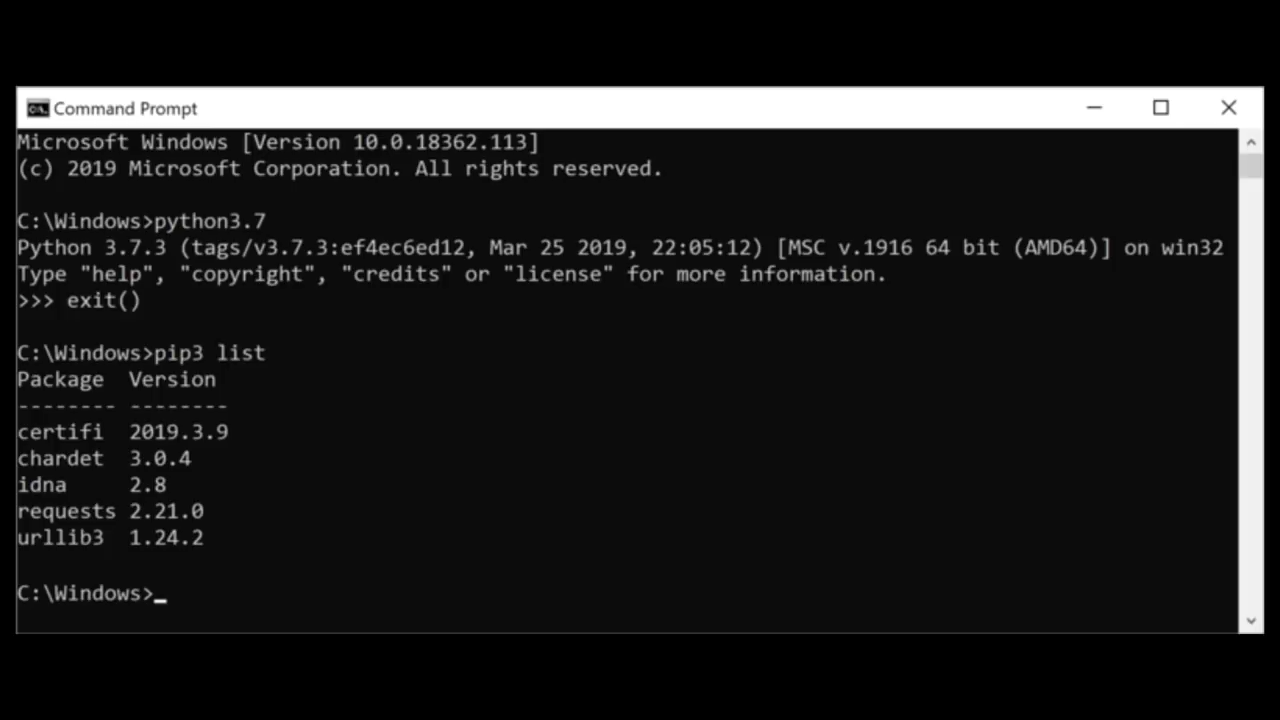 Command Prompt
Microsoft Windows [Version 10.0.18362.113]
(c) 2019 Microsoft Corporation. All rights reserved.
C:\Windows>python3.7
Python 3.7.3 (tags/v3.7.3:ef4ec6ed12, Mar 25 2019, 22:05:12) [MSC v.1916 64 bit (AMD64)] on win32
Type "help", "copyright", "credits" or "license" for more information.
>>> exit()
C:\Windows>pip3 list
Package  Version
-------- --------
certifi  2019.3.9
chardet  3.0.4
idna     2.8
requests 2.21.0
urllib3  1.24.2
C:\Windows>_